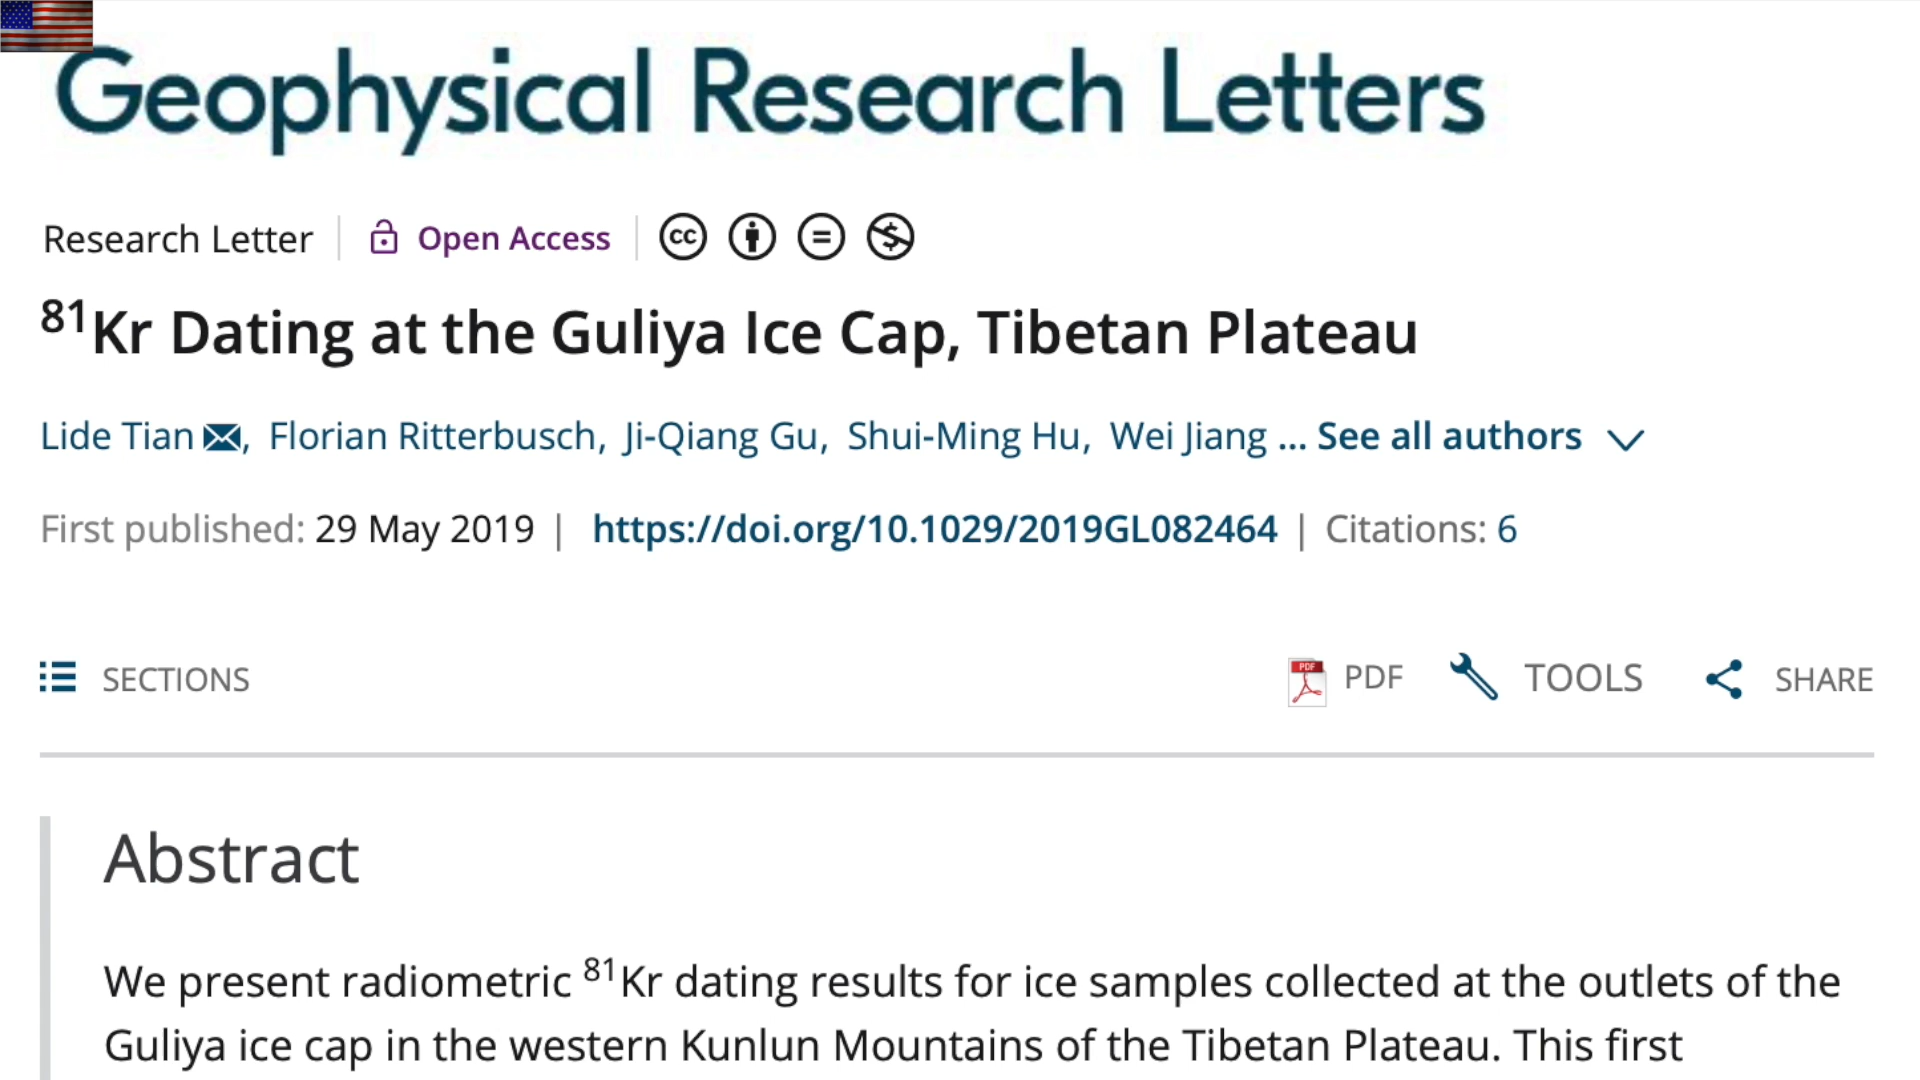 Geophysical Research Letters
Research Letter | Open Access | cc
⁸¹Kr Dating at the Guliya Ice Cap, Tibetan Plateau
Lide Tian, Florian Ritterbusch, Ji-Qiang Gu, Shui-Ming Hu, Wei Jiang ... See all authors
First published: 29 May 2019 | https://doi.org/10.1029/2019GL082464 | Citations: 6
SECTIONS PDF PDF TOOLS SHARE
Abstract
We present radiometric ⁸¹Kr dating results for ice samples collected at the outlets of the
Guliya ice cap in the western Kunlun Mountains of the Tibetan Plateau. This first